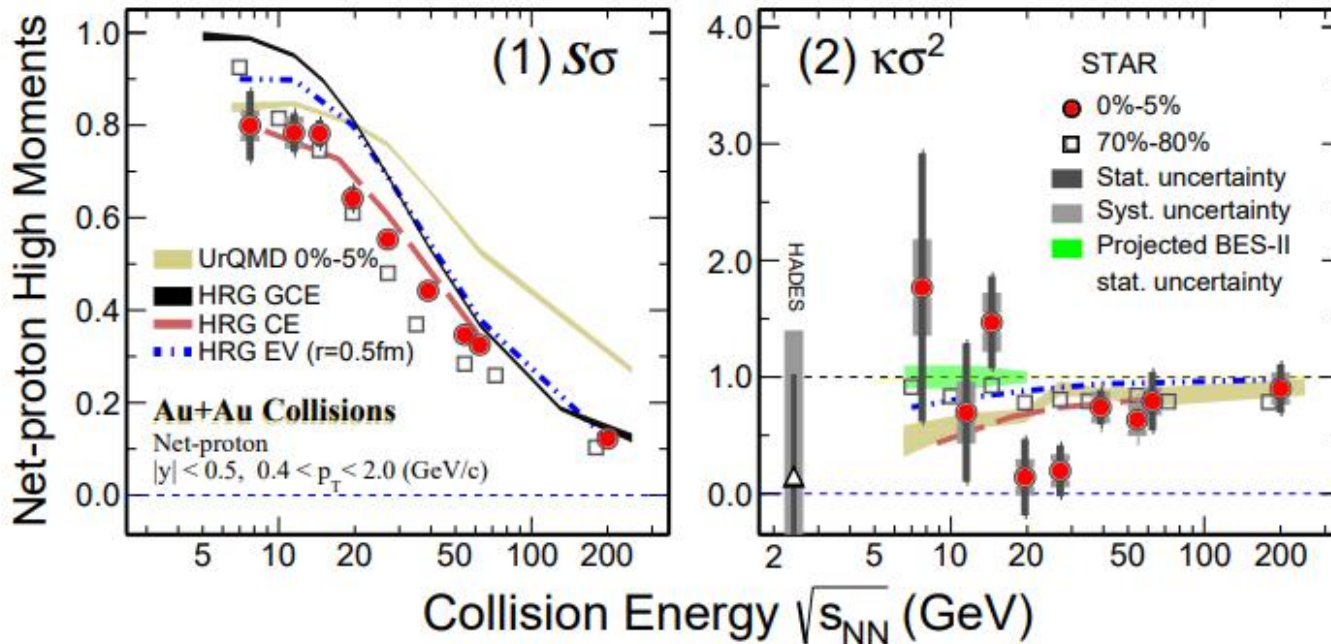 Net-proton High Moments
1.0
0.8
0.6
0.4
0.2
0.0
(1) Sσ
UrQMD 0%-5%
HRG GCE
HRG CE
HRG EV (r=0.5fm)
Au+Au Collisions
Net-proton
|y| < 0.5, 0.4 < p_T < 2.0 (GeV/c)
5 10 20 50 100 200
4.0
3.0
2.0
1.0
0.0
(2) κσ²
STAR
0%-5%
70%-80%
Stat. uncertainty
Syst. uncertainty
Projected BES-II
stat. uncertainty
HADES
2 5 10 20 50 100 200
Collision Energy √s_NN (GeV)